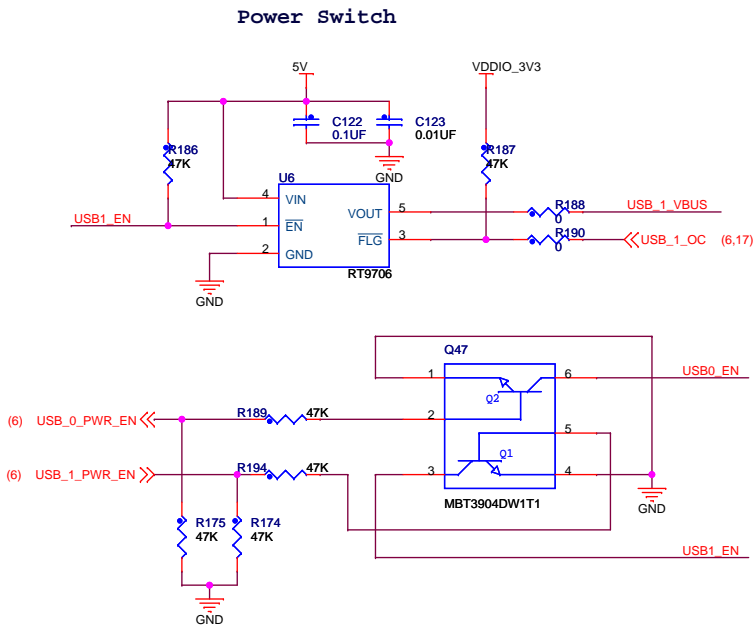 Power Switch
5V
VDDIO_3V3
C122
0.1UF
C123
0.01UF
R186
47K
R187
47K
GND
U6
4
VIN
USB1_EN
1
EN
2
GND
VOUT
5
FLG
3
RT9706
R188
0
USB_1_VBUS
R190
0
USB_1_OC (6,17)
GND
Q47
1
6
USB0_EN
Q2
(6) USB_0_PWR_EN
R189
47K
2
5
(6) USB_1_PWR_EN
R194
47K
3
Q1
4
MBT3904DW1T1
GND
R175
47K
R174
47K
USB1_EN
GND